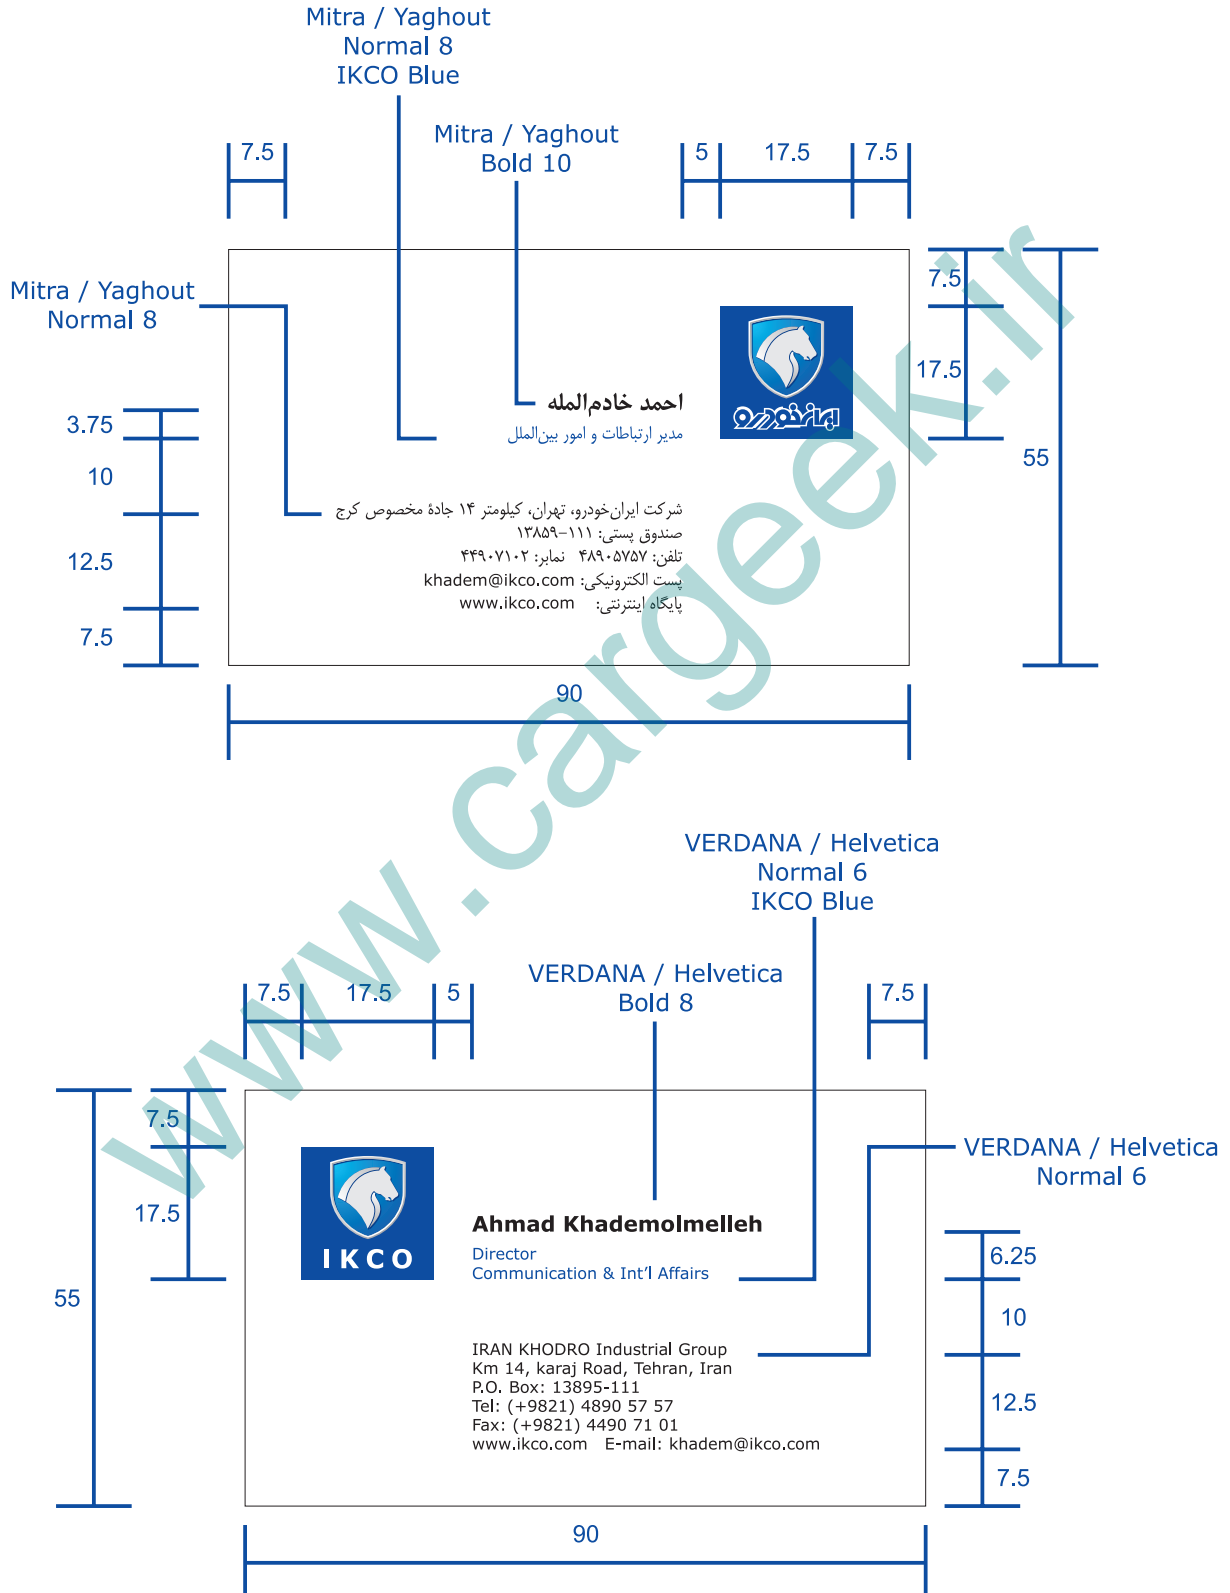 Mitra / Yaghout
Normal 8
IKCO Blue
Mitra / Yaghout
Bold 10
7.5
5
17.5
7.5
Mitra / Yaghout
Normal 8
7.5
17.5
55
ایران‌خودرو
احمد خادم‌المله
مدیر ارتباطات و امور بین‌الملل
3.75
10
12.5
7.5
شرکت ایران‌خودرو، تهران، کیلومتر ۱۴ جادهٔ مخصوص کرج
صندوق پستی: ۱۱۱-۱۳۸۵۹
تلفن: ۴۸۹۰۵۷۵۷ نمابر: ۴۴۹۰۷۱۰۲
پست الکترونیکی: khadem@ikco.com
پایگاه اینترنتی: www.ikco.com
90
www.cargeek.ir
VERDANA / Helvetica
Normal 6
IKCO Blue
VERDANA / Helvetica
Bold 8
7.5
17.5
5
7.5
VERDANA / Helvetica
Normal 6
7.5
17.5
55
IKCO
Ahmad Khademolmelleh
Director
Communication & Int'l Affairs
6.25
10
12.5
7.5
IRAN KHODRO Industrial Group
Km 14, karaj Road, Tehran, Iran
P.O. Box: 13895-111
Tel: (+9821) 4890 57 57
Fax: (+9821) 4490 71 01
www.ikco.com E-mail: khadem@ikco.com
90